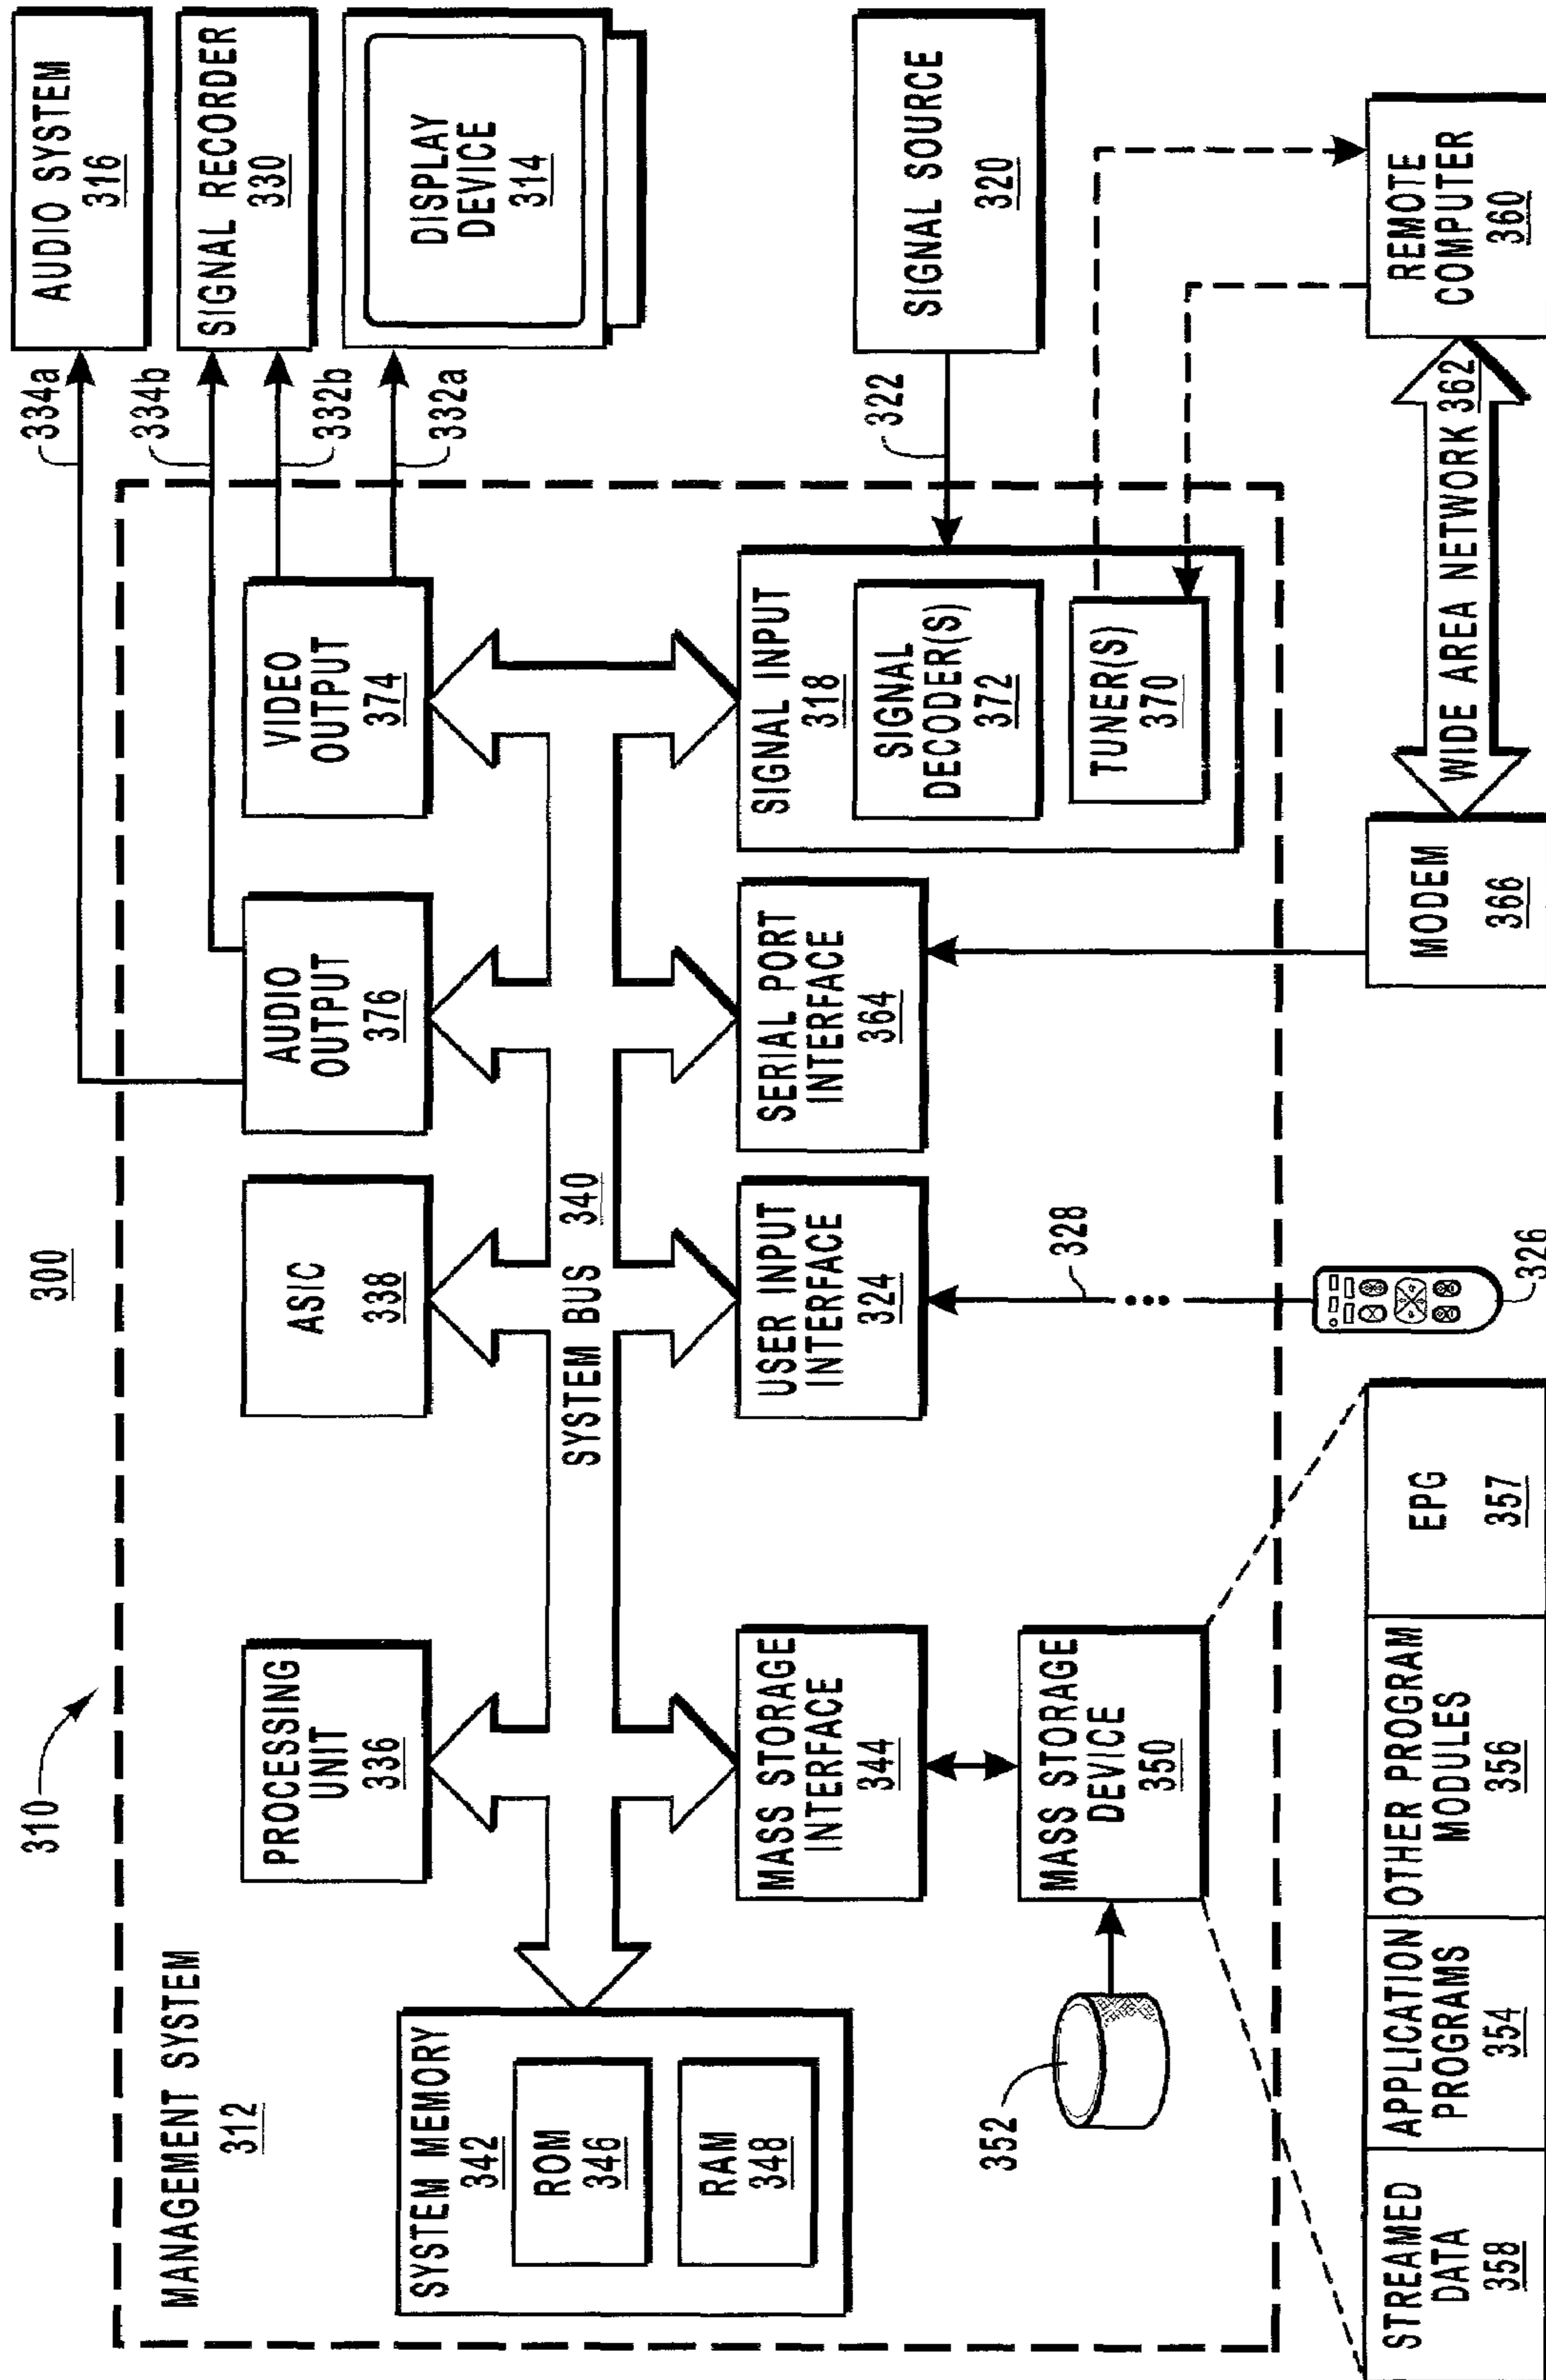 300
310
MANAGEMENT SYSTEM
312
PROCESSING
UNIT
336
ASIC
338
AUDIO
OUTPUT
376
VIDEO
OUTPUT
374
334a
334b
332b
332a
AUDIO SYSTEM
316
SIGNAL RECORDER
330
DISPLAY
DEVICE
314
SYSTEM MEMORY
342
ROM
346
RAM
348
SYSTEM BUS 340
MASS STORAGE
INTERFACE
344
USER INPUT
INTERFACE
324
SERIAL PORT
INTERFACE
364
SIGNAL INPUT
318
SIGNAL
DECODER(S)
372
TUNER(S)
370
322
SIGNAL SOURCE
320
352
MASS STORAGE
DEVICE
350
328
326
STREAMED
DATA
358
APPLICATION
PROGRAMS
354
OTHER PROGRAM
MODULES
356
EPG
357
MODEM
366
WIDE AREA NETWORK 362
REMOTE
COMPUTER
360